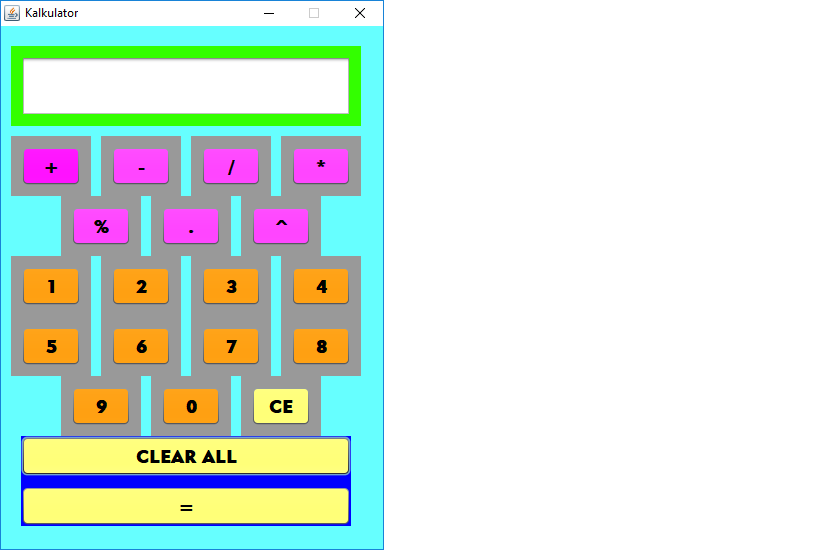 Kalkulator
+ - / *
% . ^
1 2 3 4
5 6 7 8
9 0 CE
CLEAR ALL
=